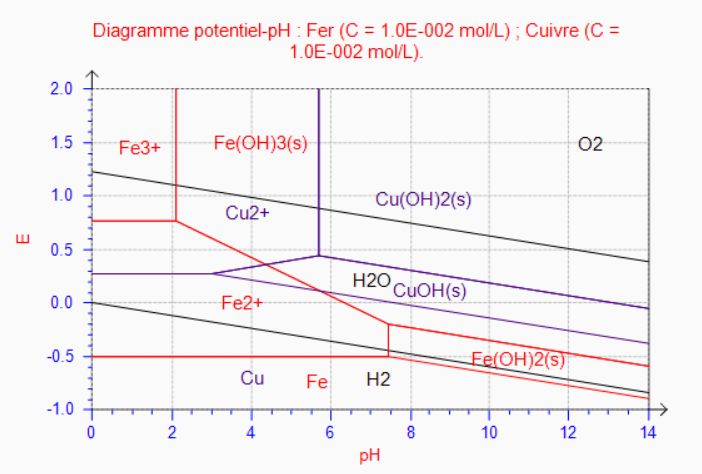 Diagramme potentiel-pH : Fer (C = 1.0E-002 mol/L) ; Cuivre (C =
1.0E-002 mol/L).
2.0
1.5
1.0
0.5
0.0
-0.5
-1.0
E
Fe3+
Fe(OH)3(s)
O2
Cu2+
Cu(OH)2(s)
H2O
CuOH(s)
Fe2+
Fe(OH)2(s)
Cu
Fe
H2
0 2 4 6 8 10 12 14
pH